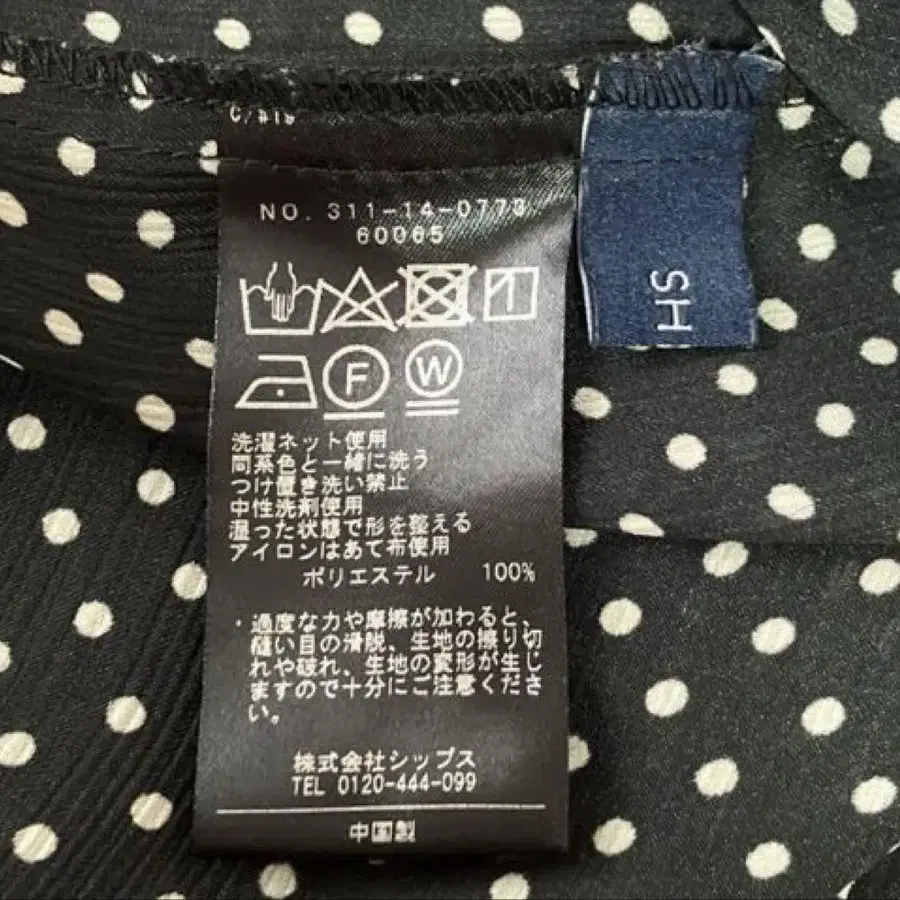 NO. 311-14-0773
60065
F
W
洗濯ネット使用
同系色と一緒に洗う
つけ置き洗い禁止
中性洗剤使用
湿った状態で形を整える
アイロンはあて布使用
ポリエステル 100%
・過度な力や摩擦が加わると、
縫い目の滑脱、生地の擦り切
れや破れ、生地の変形が生じ
ますので十分にご注意くださ
い。
株式会社シップス
TEL 0120-444-099
中国製
SH